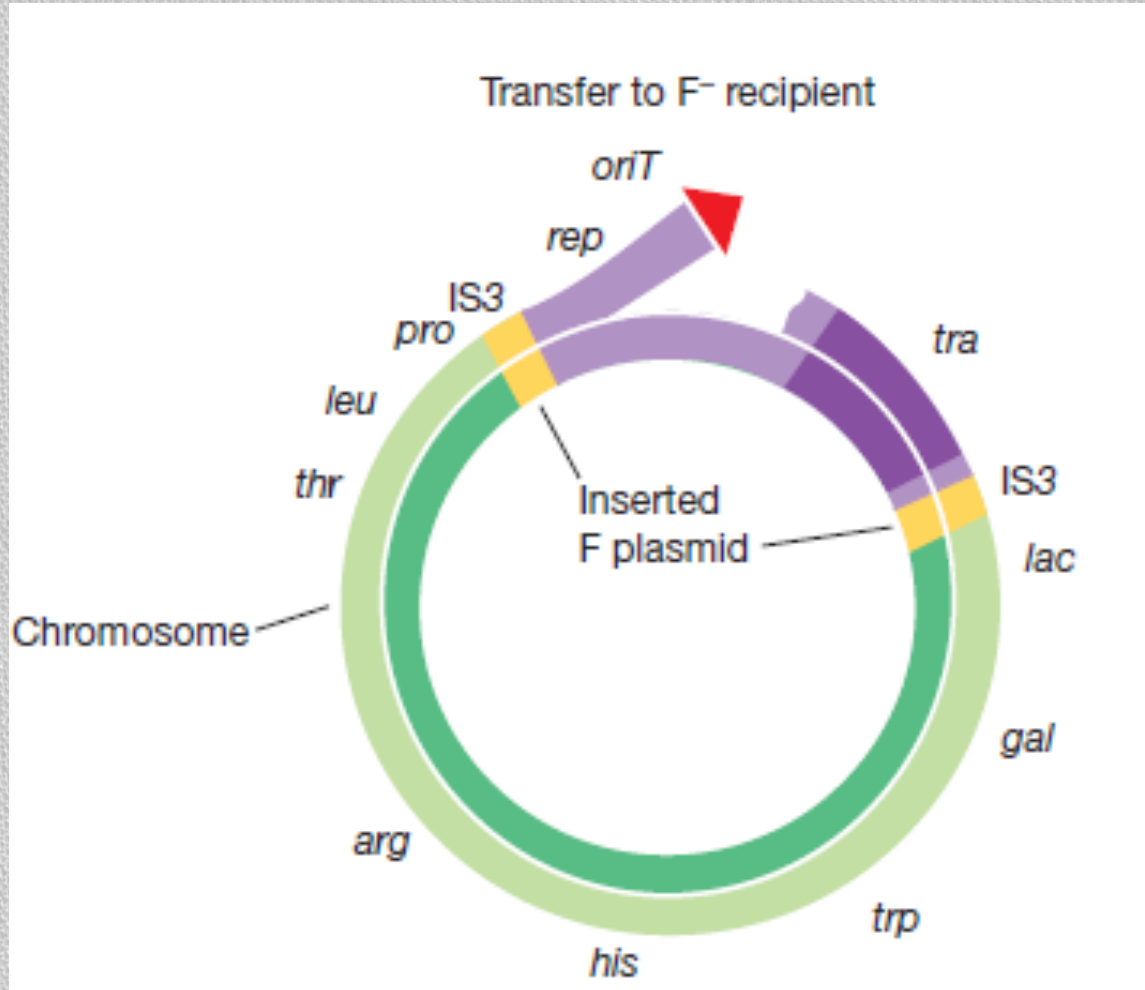 Transfer to F⁻ recipient
oriT
rep
IS3
pro
tra
leu
thr
IS3
Inserted
F plasmid
lac
Chromosome
gal
arg
trp
his